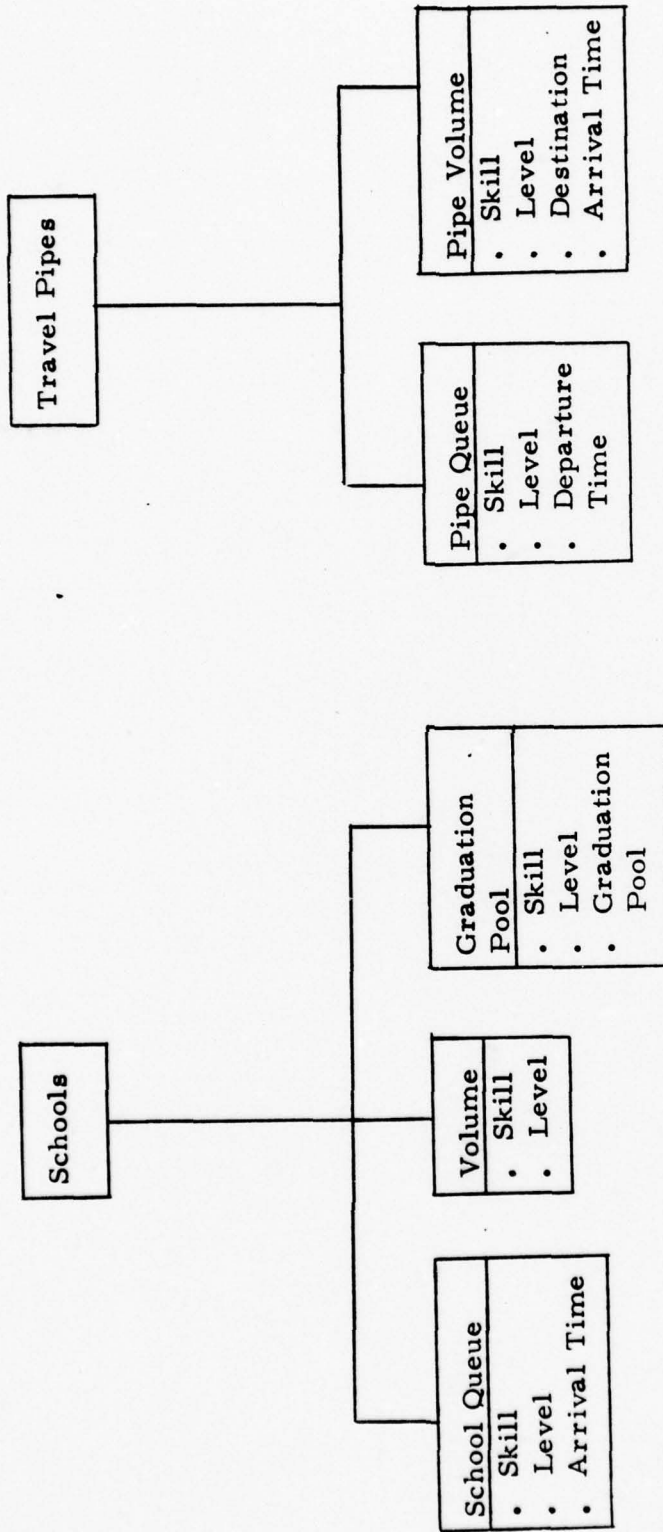 Schools
School Queue
• Skill
• Level
• Arrival Time
Volume
• Skill
• Level
Graduation
Pool
• Skill
• Level
• Graduation
Pool
Travel Pipes
Pipe Queue
• Skill
• Level
• Departure
Time
Pipe Volume
• Skill
• Level
• Destination
• Arrival Time